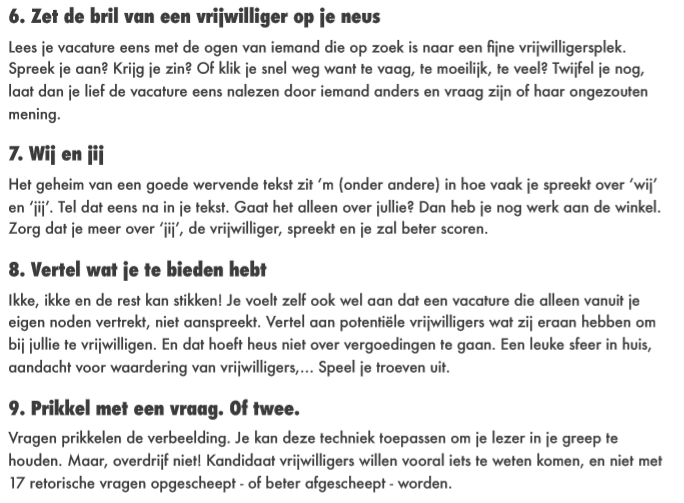 6. Zet de bril van een vrijwilliger op je neus
Lees je vacature eens met de ogen van iemand die op zoek is naar een fijne vrijwilligersplek.
Spreek je aan? Krijg je zin? Of klik je snel weg want te vaag, te moeilijk, te veel? Twijfel je nog,
laat dan je lief de vacature eens nalezen door iemand anders en vraag zijn of haar ongezouten
mening.
7. Wij en jij
Het geheim van een goede wervende tekst zit ‘m (onder andere) in hoe vaak je spreekt over ‘wij’
en ‘jij’. Tel dat eens na in je tekst. Gaat het alleen over jullie? Dan heb je nog werk aan de winkel.
Zorg dat je meer over ‘jij’, de vrijwilliger, spreekt en je zal beter scoren.
8. Vertel wat je te bieden hebt
Ikke, ikke en de rest kan stikken! Je voelt zelf ook wel aan dat een vacature die alleen vanuit je
eigen noden vertrekt, niet aanspreekt. Vertel aan potentiële vrijwilligers wat zij eraan hebben om
bij jullie te vrijwilligen. En dat hoeft heus niet over vergoedingen te gaan. Een leuke sfeer in huis,
aandacht voor waardering van vrijwilligers,... Speel je troeven uit.
9. Prikkel met een vraag. Of twee.
Vragen prikkelen de verbeelding. Je kan deze techniek toepassen om je lezer in je greep te
houden. Maar, overdrijf niet! Kandidaat vrijwilligers willen vooral iets te weten komen, en niet met
17 retorische vragen opgescheept - of beter afgescheept - worden.